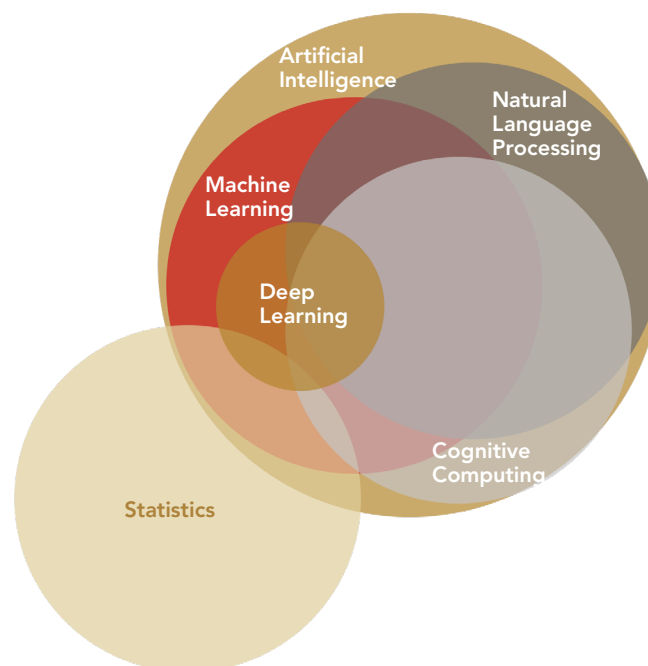 Artificial
Intelligence
Natural
Language
Processing
Machine
Learning
Deep
Learning
Cognitive
Computing
Statistics